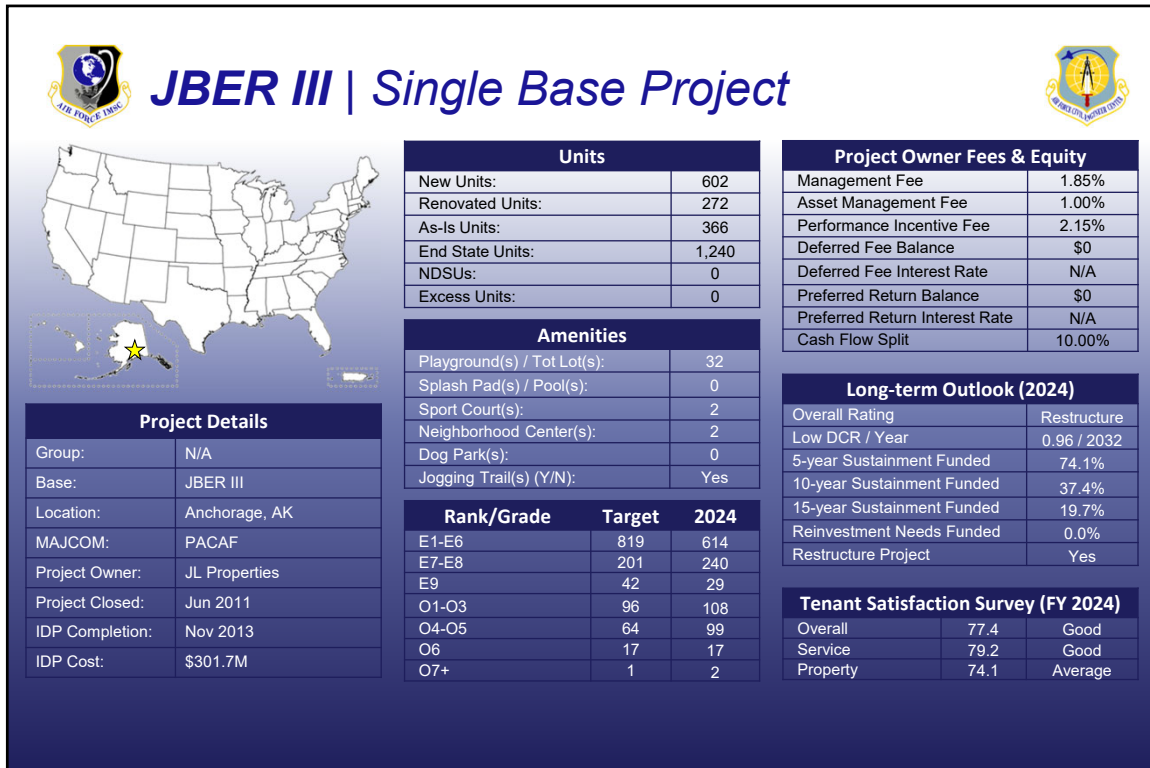 JBER III | Single Base Project
AIR FORCE IMSC
AIR FORCE CIVIL ENGINEER CENTER
Project Details
Group: N/A
Base: JBER III
Location: Anchorage, AK
MAJCOM: PACAF
Project Owner: JL Properties
Project Closed: Jun 2011
IDP Completion: Nov 2013
IDP Cost: $301.7M
Units
New Units: 602
Renovated Units: 272
As-Is Units: 366
End State Units: 1,240
NDSUs: 0
Excess Units: 0
Amenities
Playground(s) / Tot Lot(s): 32
Splash Pad(s) / Pool(s): 0
Sport Court(s): 2
Neighborhood Center(s): 2
Dog Park(s): 0
Jogging Trail(s) (Y/N): Yes
Rank/Grade Target 2024
E1-E6 819 614
E7-E8 201 240
E9 42 29
O1-O3 96 108
O4-O5 64 99
O6 17 17
O7+ 1 2
Project Owner Fees & Equity
Management Fee 1.85%
Asset Management Fee 1.00%
Performance Incentive Fee 2.15%
Deferred Fee Balance $0
Deferred Fee Interest Rate N/A
Preferred Return Balance $0
Preferred Return Interest Rate N/A
Cash Flow Split 10.00%
Long-term Outlook (2024)
Overall Rating Restructure
Low DCR / Year 0.96 / 2032
5-year Sustainment Funded 74.1%
10-year Sustainment Funded 37.4%
15-year Sustainment Funded 19.7%
Reinvestment Needs Funded 0.0%
Restructure Project Yes
Tenant Satisfaction Survey (FY 2024)
Overall 77.4 Good
Service 79.2 Good
Property 74.1 Average